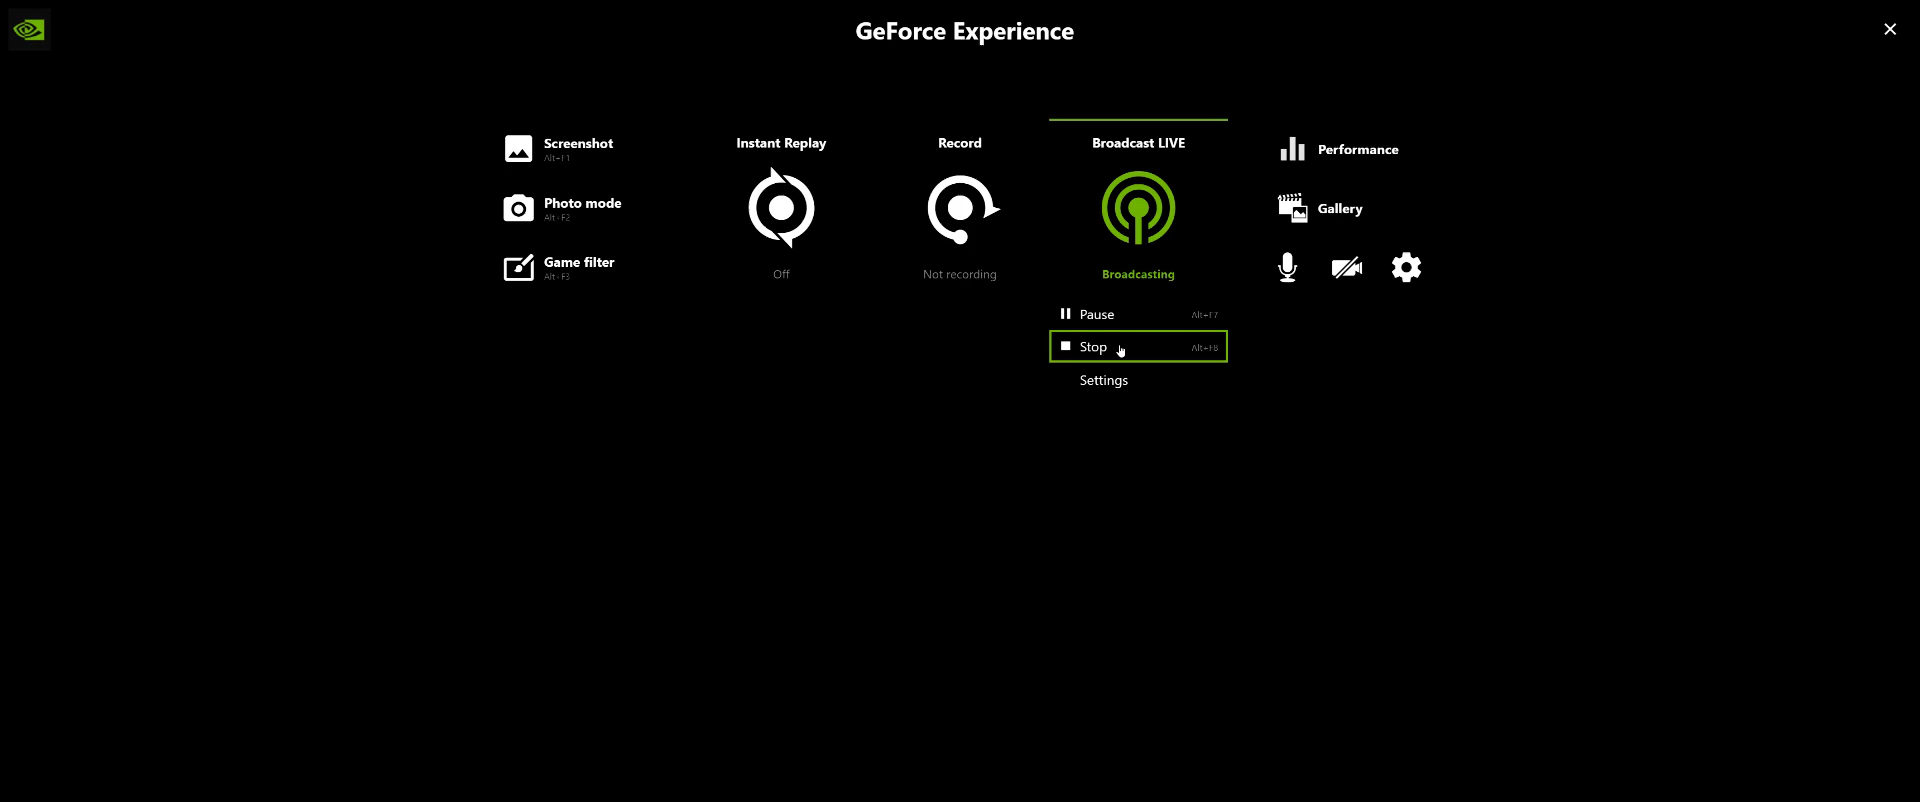 GeForce Experience
Screenshot
Alt+F1
Photo mode
Alt+F2
Game filter
Alt+F3
Instant Replay
Off
Record
Not recording
Broadcast LIVE
Broadcasting
Pause Alt+F7
Stop Alt+F8
Settings
Performance
Gallery